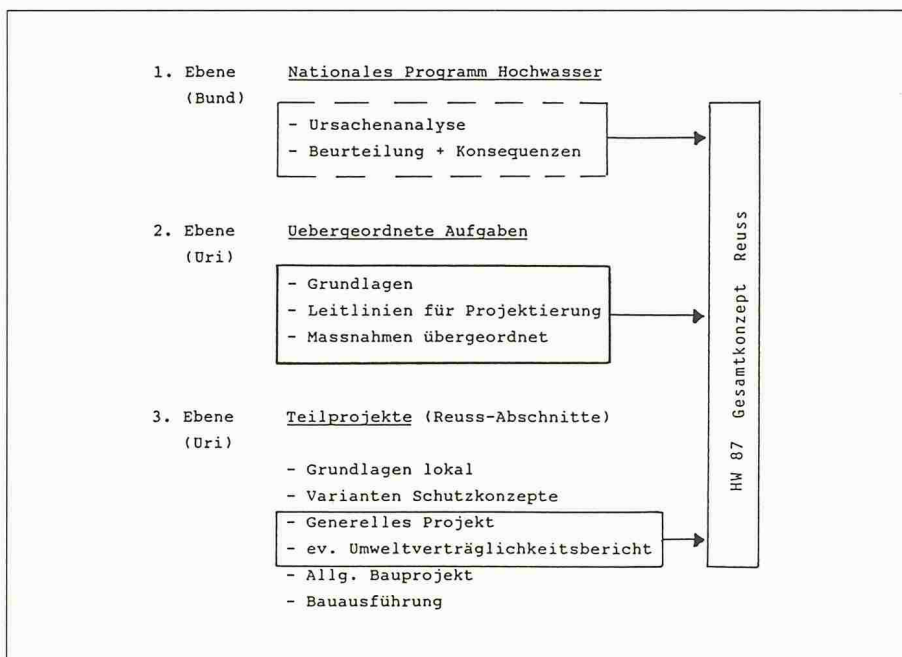 1. Ebene Nationales Programm Hochwasser
(Bund)
- Ursachenanalyse
- Beurteilung + Konsequenzen
2. Ebene Uebergeordnete Aufgaben
(Uri)
- Grundlagen
- Leitlinien für Projektierung
- Massnahmen übergeordnet
3. Ebene Teilprojekte (Reuss-Abschnitte)
(Uri)
- Grundlagen lokal
- Varianten Schutzkonzepte
- Generelles Projekt
- ev. Umweltverträglichkeitsbericht
- Allg. Bauprojekt
- Bauausführung
HW 87 Gesamtkonzept Reuss